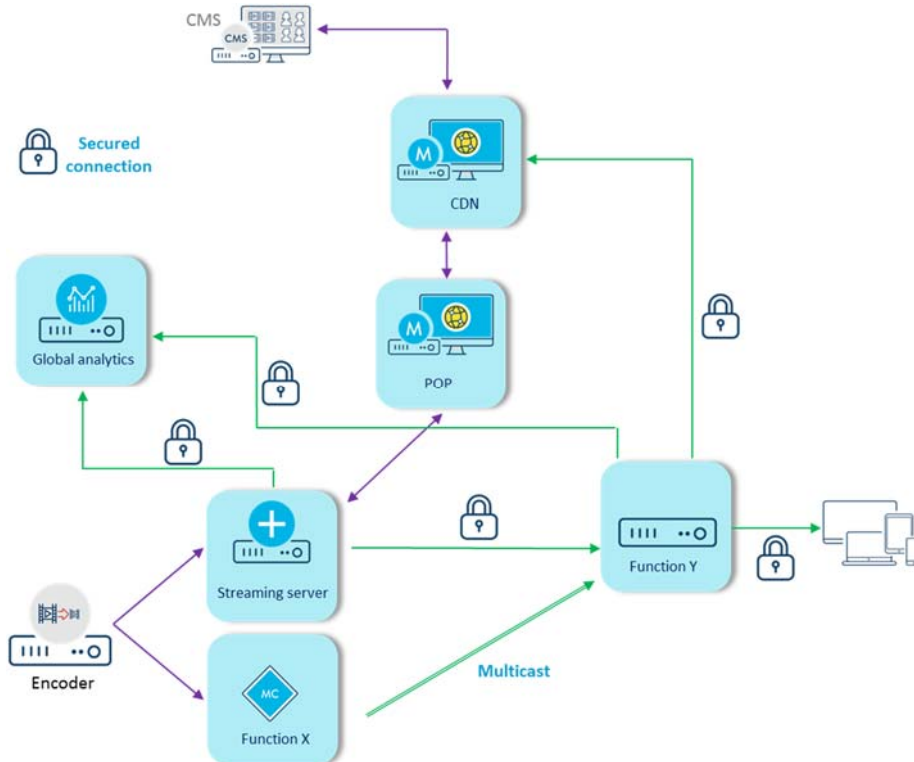 CMS
CMS
M
CDN
Secured
connection
M
POP
Global analytics
Streaming server
Function Y
Encoder
Multicast
MC
Function X